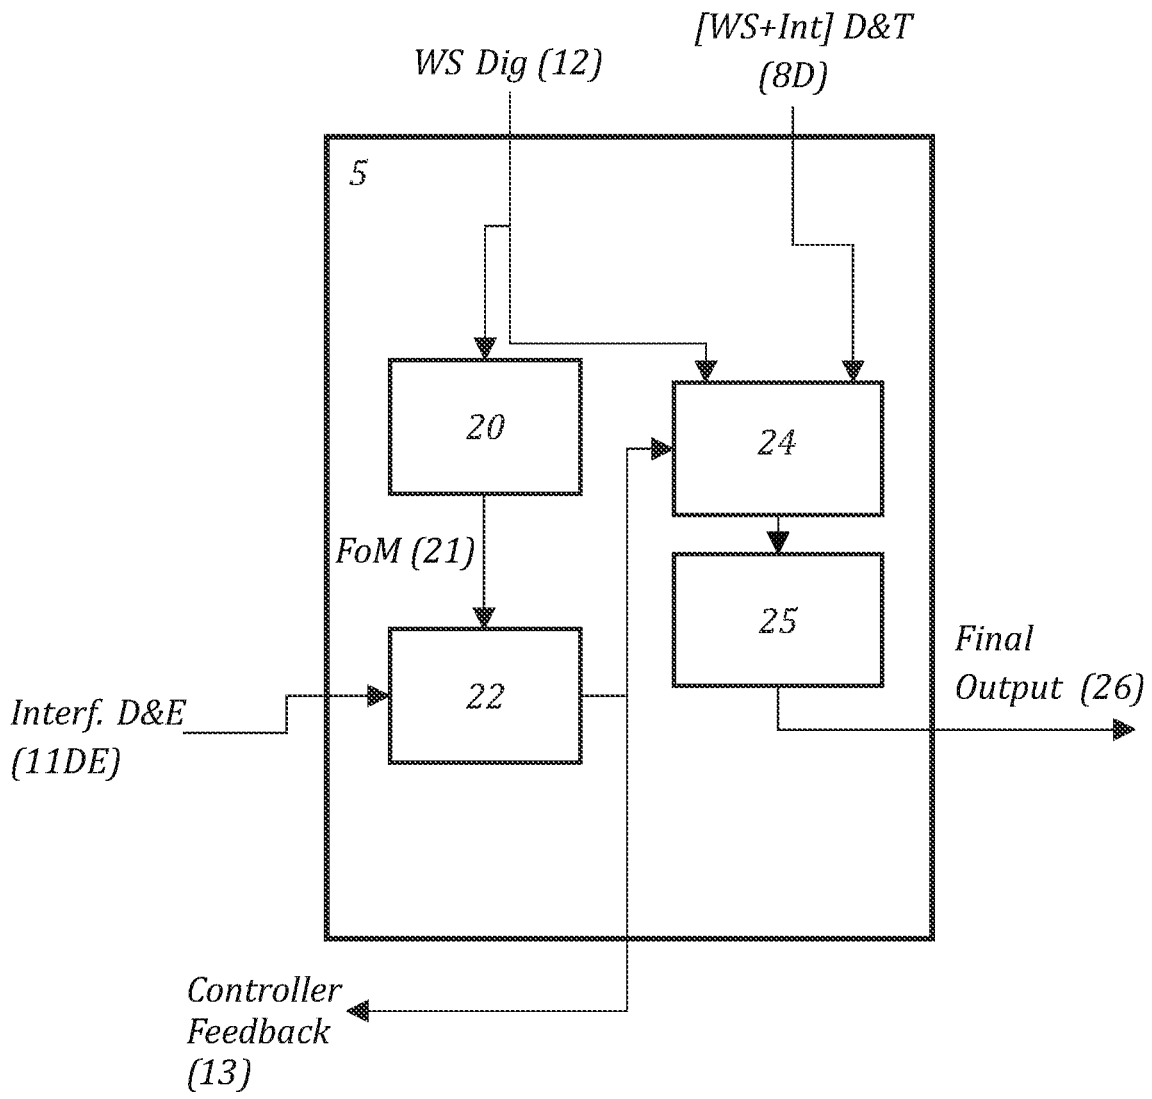 [WS+Int] D&T
(8D)
WS Dig (12)
5
20
24
FoM (21)
25
22
Final
Output (26)
Interf. D&E
(11DE)
Controller
Feedback
(13)